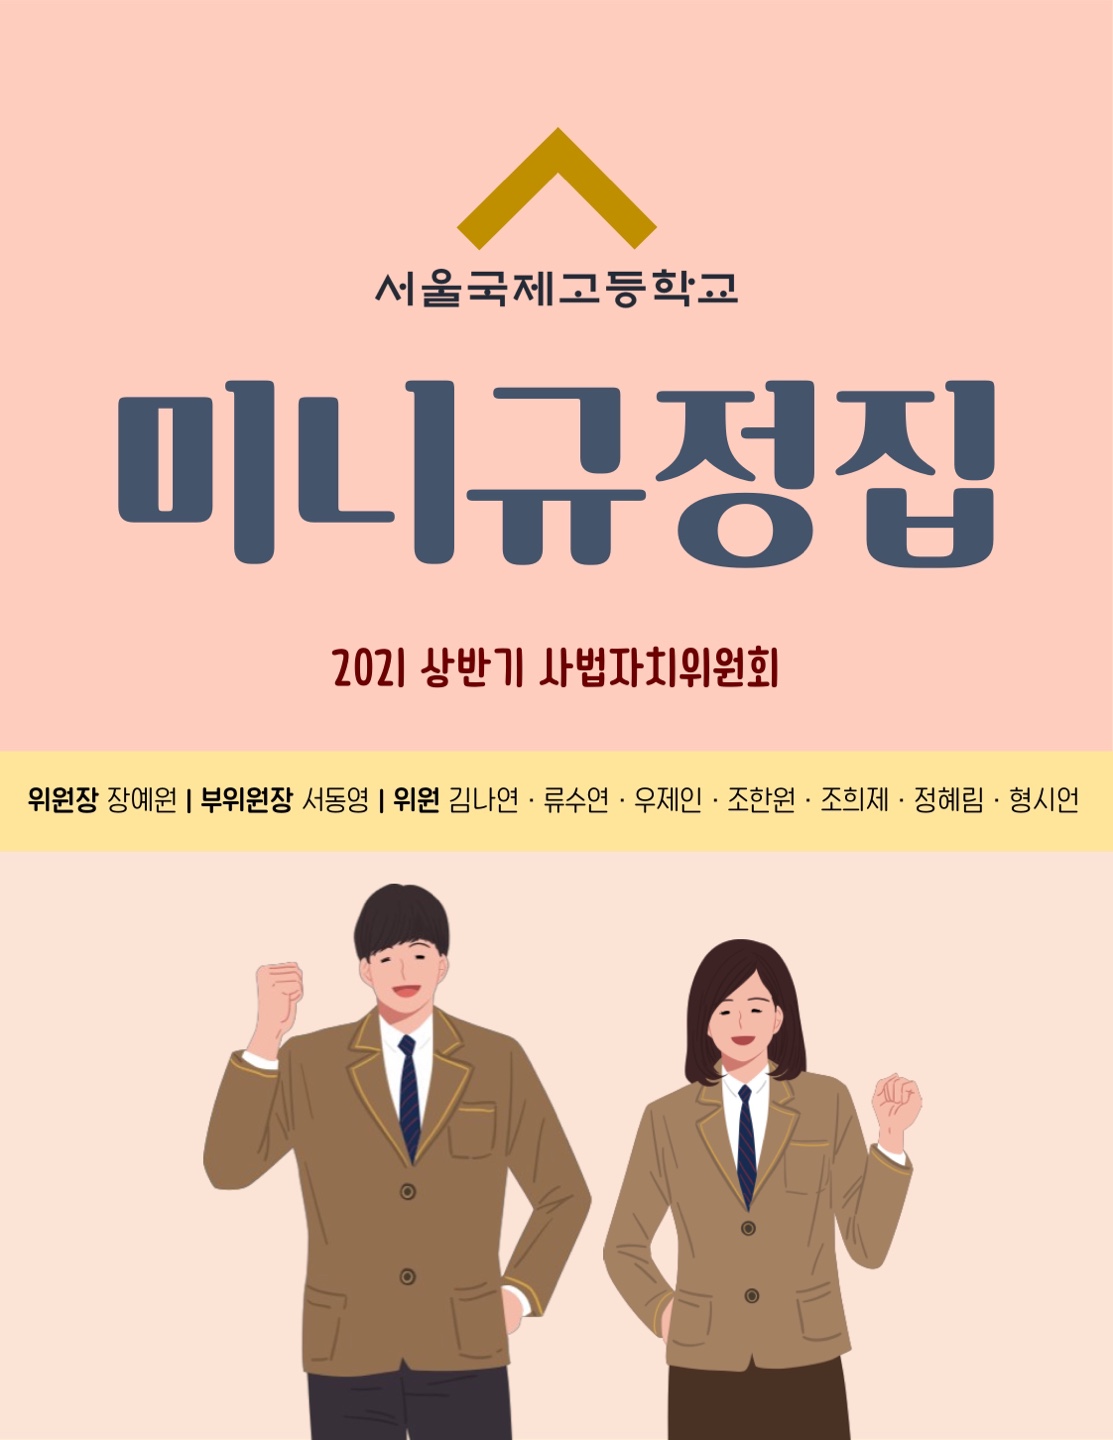 서울국제고등학교
미니규정집
2021 상반기 사법자치위원회
위원장 장예원 | 부위원장 서동영 | 위원 김나연 · 류수연 · 우제인 · 조한원 · 조희제 · 정혜림 · 형시언